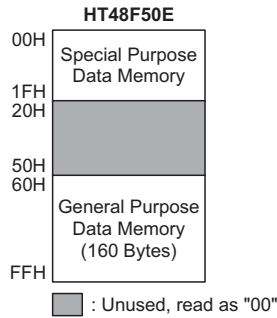 HT48F50E
00H
Special Purpose
Data Memory
1FH
20H
50H
60H
General Purpose
Data Memory
(160 Bytes)
FFH
: Unused, read as "00"